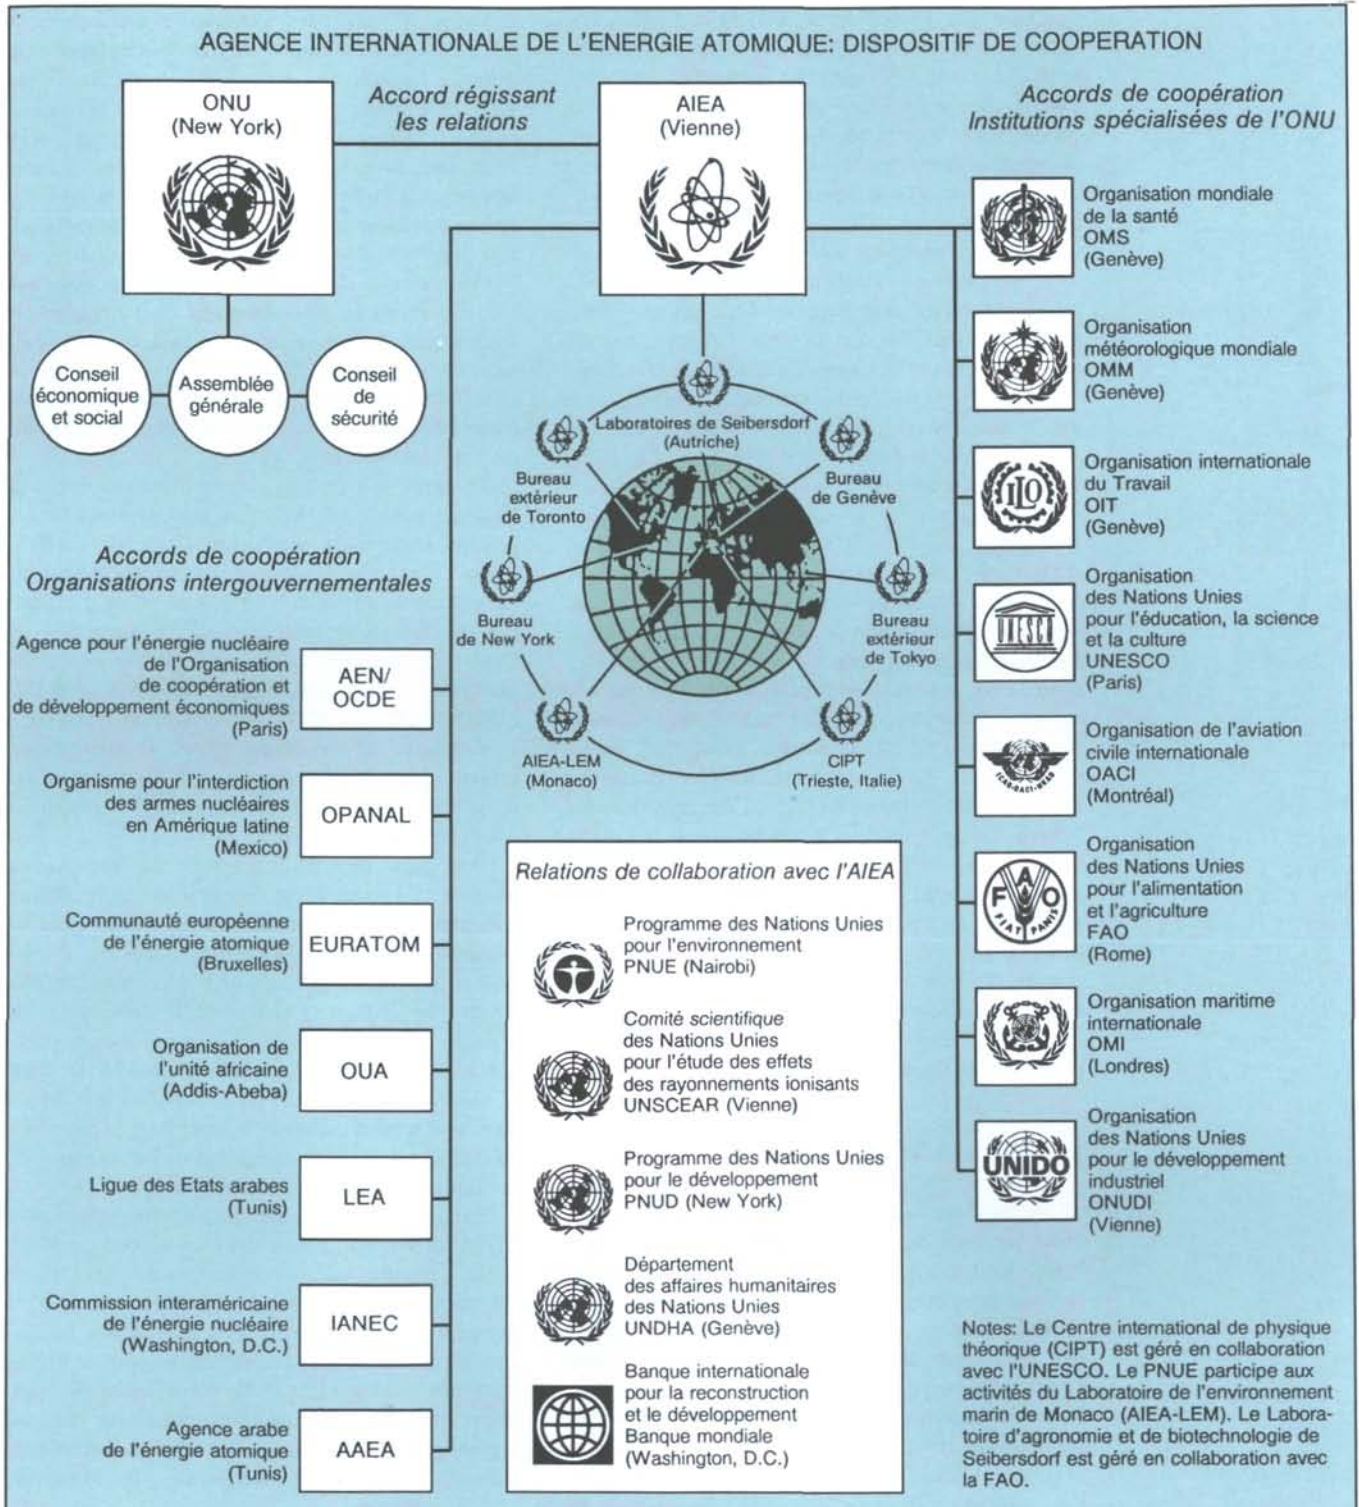 AGENCE INTERNATIONALE DE L'ENERGIE ATOMIQUE: DISPOSITIF DE COOPERATION
ONU
(New York)
Accord régissant
les relations
AIEA
(Vienne)
Conseil
économique
et social
Assemblée
générale
Conseil
de
sécurité
Laboratoires de Seibersdorf
(Autriche)
Bureau
extérieur
de Toronto
Bureau
de Genève
Bureau
de New York
Bureau
extérieur
de Tokyo
AIEA-LEM
(Monaco)
CIPT
(Trieste, Italie)
Accords de coopération
Organisations intergouvernementales
Agence pour l'énergie nucléaire
de l'Organisation
de coopération et
de développement économiques
(Paris)
AEN/
OCDE
Organisme pour l'interdiction
des armes nucléaires
en Amérique latine
(Mexico)
OPANAL
Communauté européenne
de l'énergie atomique
(Bruxelles)
EURATOM
Organisation de
l'unité africaine
(Addis-Abeba)
OUA
Ligue des Etats arabes
(Tunis)
LEA
Commission interaméricaine
de l'énergie nucléaire
(Washington, D.C.)
IANEC
Agence arabe
de l'énergie atomique
(Tunis)
AAEA
Relations de collaboration avec l'AIEA
Programme des Nations Unies
pour l'environnement
PNUE (Nairobi)
Comité scientifique
des Nations Unies
pour l'étude des effets
des rayonnements ionisants
UNSCEAR (Vienne)
Programme des Nations Unies
pour le développement
PNUD (New York)
Département
des affaires humanitaires
des Nations Unies
UNDHA (Genève)
Banque internationale
pour la reconstruction
et le développement
Banque mondiale
(Washington, D.C.)
Accords de coopération
Institutions spécialisées de l'ONU
Organisation mondiale
de la santé
OMS
(Genève)
Organisation
météorologique mondiale
OMM
(Genève)
ILO
Organisation internationale
du Travail
OIT
(Genève)
UNESCO
Organisation
des Nations Unies
pour l'éducation, la science
et la culture
UNESCO
(Paris)
ICAO·OACI·ИКАО
Organisation de l'aviation
civile internationale
OACI
(Montréal)
FAO
FIAT PANIS
Organisation
des Nations Unies
pour l'alimentation
et l'agriculture
FAO
(Rome)
Organisation maritime
internationale
OMI
(Londres)
UNIDO
Organisation
des Nations Unies
pour le développement
industriel
ONUDI
(Vienne)
Notes: Le Centre international de physique
théorique (CIPT) est géré en collaboration
avec l'UNESCO. Le PNUE participe aux
activités du Laboratoire de l'environnement
marin de Monaco (AIEA-LEM). Le Labora-
toire d'agronomie et de biotechnologie de
Seibersdorf est géré en collaboration avec
la FAO.